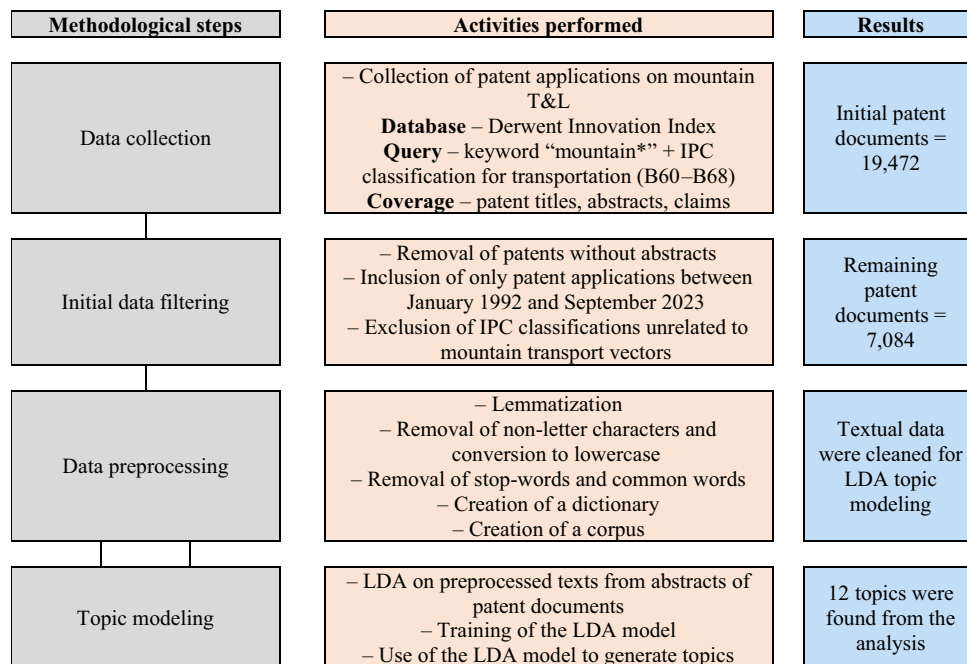 Methodological steps
Activities performed
Results
Data collection
– Collection of patent applications on mountain
T&L
Database – Derwent Innovation Index
Query – keyword “mountain*” + IPC
classification for transportation (B60–B68)
Coverage – patent titles, abstracts, claims
Initial patent
documents =
19,472
Initial data filtering
– Removal of patents without abstracts
– Inclusion of only patent applications between
January 1992 and September 2023
– Exclusion of IPC classifications unrelated to
mountain transport vectors
Remaining
patent
documents =
7,084
Data preprocessing
– Lemmatization
– Removal of non-letter characters and
conversion to lowercase
– Removal of stop-words and common words
– Creation of a dictionary
– Creation of a corpus
Textual data
were cleaned for
LDA topic
modeling
Topic modeling
– LDA on preprocessed texts from abstracts of
patent documents
– Training of the LDA model
– Use of the LDA model to generate topics
12 topics were
found from the
analysis